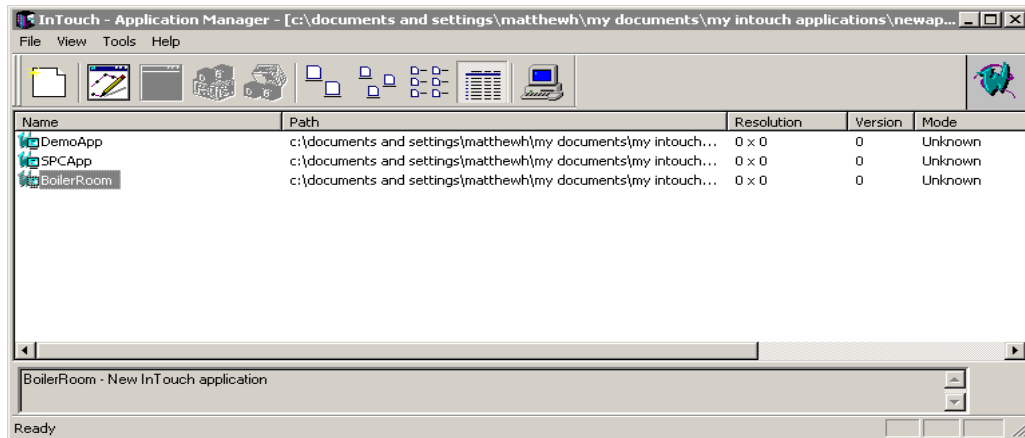 InTouch - Application Manager - [c:\documents and settings\matthewh\my documents\my intouch applications\newap...
File View Tools Help
Name Path Resolution Version Mode
DemoApp c:\documents and settings\matthewh\my documents\my intouch... 0 x 0 0 Unknown
SPCApp c:\documents and settings\matthewh\my documents\my intouch... 0 x 0 0 Unknown
BoilerRoom c:\documents and settings\matthewh\my documents\my intouch... 0 x 0 0 Unknown
BoilerRoom - New InTouch application
Ready